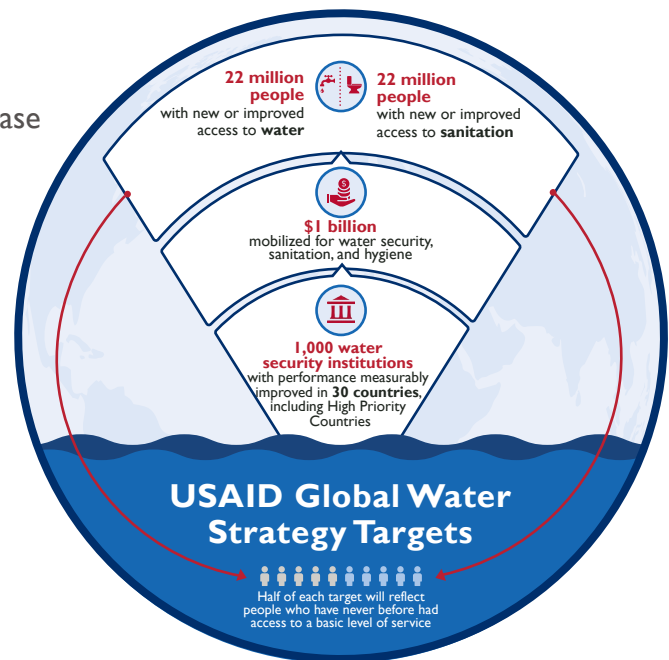 ase
22 million
people
with new or improved
access to water
22 million
people
with new or improved
access to sanitation
$
$1 billion
mobilized for water security,
sanitation, and hygiene
1,000 water
security institutions
with performance measurably
improved in 30 countries,
including High Priority
Countries
USAID Global Water
Strategy Targets
Half of each target will reflect
people who have never before had
access to a basic level of service